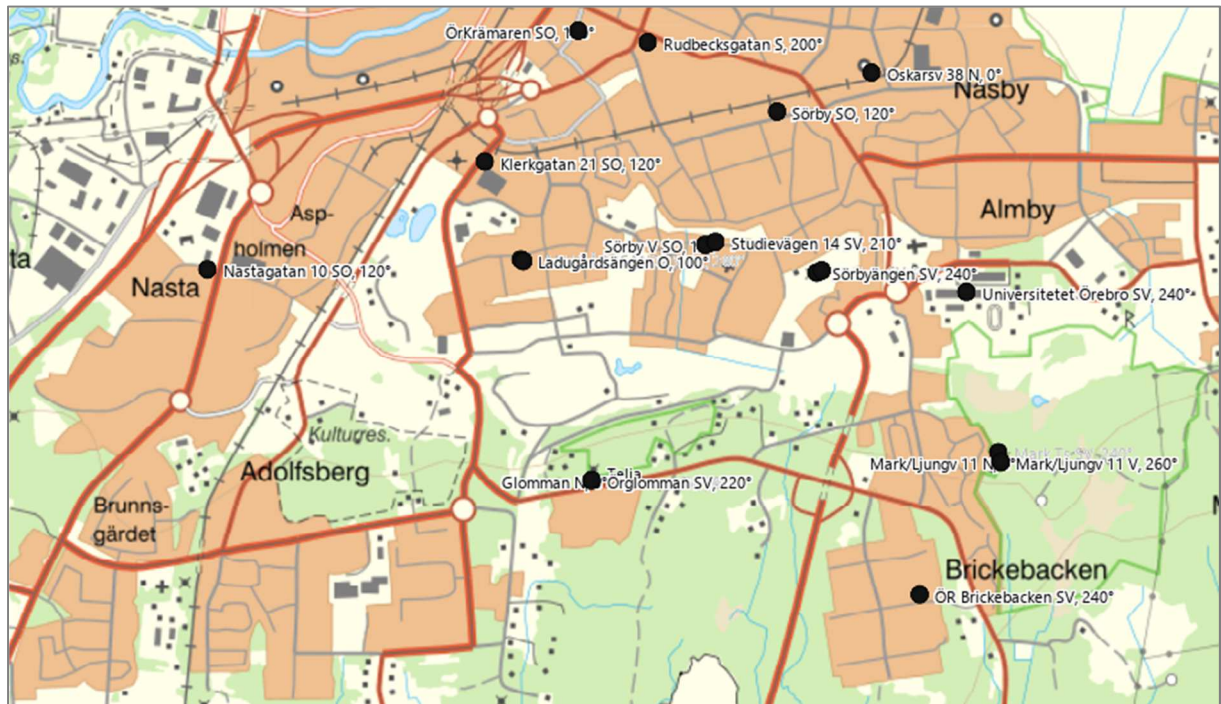 ÖrKrämaren SO,
Rudbecksgatan S, 200°
Oskarsv 38 N, 0°
Näsby
Sörby SO, 120°
Klerkgatan 21 SO, 120°
Asp-
holmen
Almby
Sörby V SO,
Studievägen 14 SV, 210°
Ladugårdsängen O, 100°
Nastagatan 10 SO, 120°
Nasta
Sörbyängen SV, 240°
Universitetet Örebro SV, 240°
ta
R
Kulturres.
Adolfsberg
Mark/Ljungv 11 N,
Mark/Ljungv 11 V, 260°
Telia
Glomman N,
Örglomman SV, 220°
Brunns-
gärdet
Brickebacken
ÖR Brickebacken SV, 240°